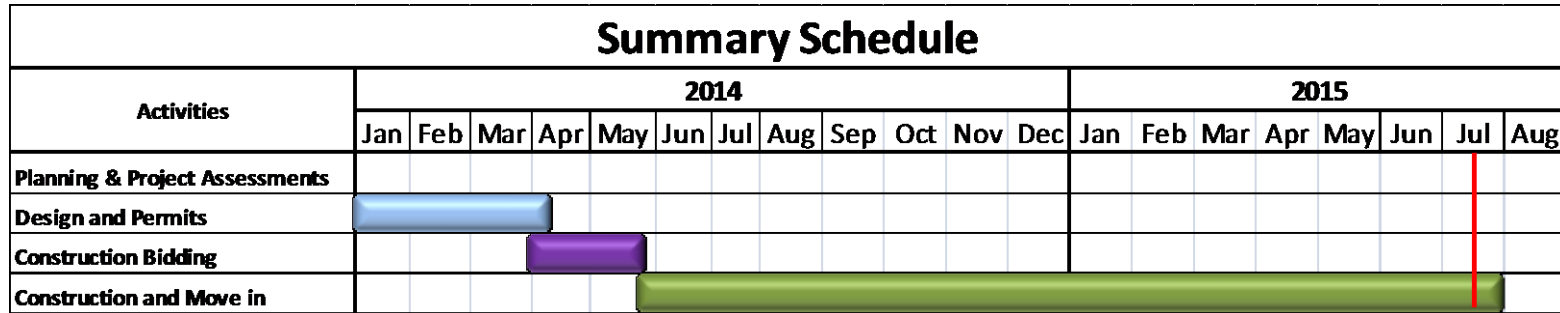 Summary Schedule
Activities
2014
2015
Jan Feb Mar Apr May Jun Jul Aug Sep Oct Nov Dec Jan Feb Mar Apr May Jun Jul Aug
Planning & Project Assessments
Design and Permits
Construction Bidding
Construction and Move in